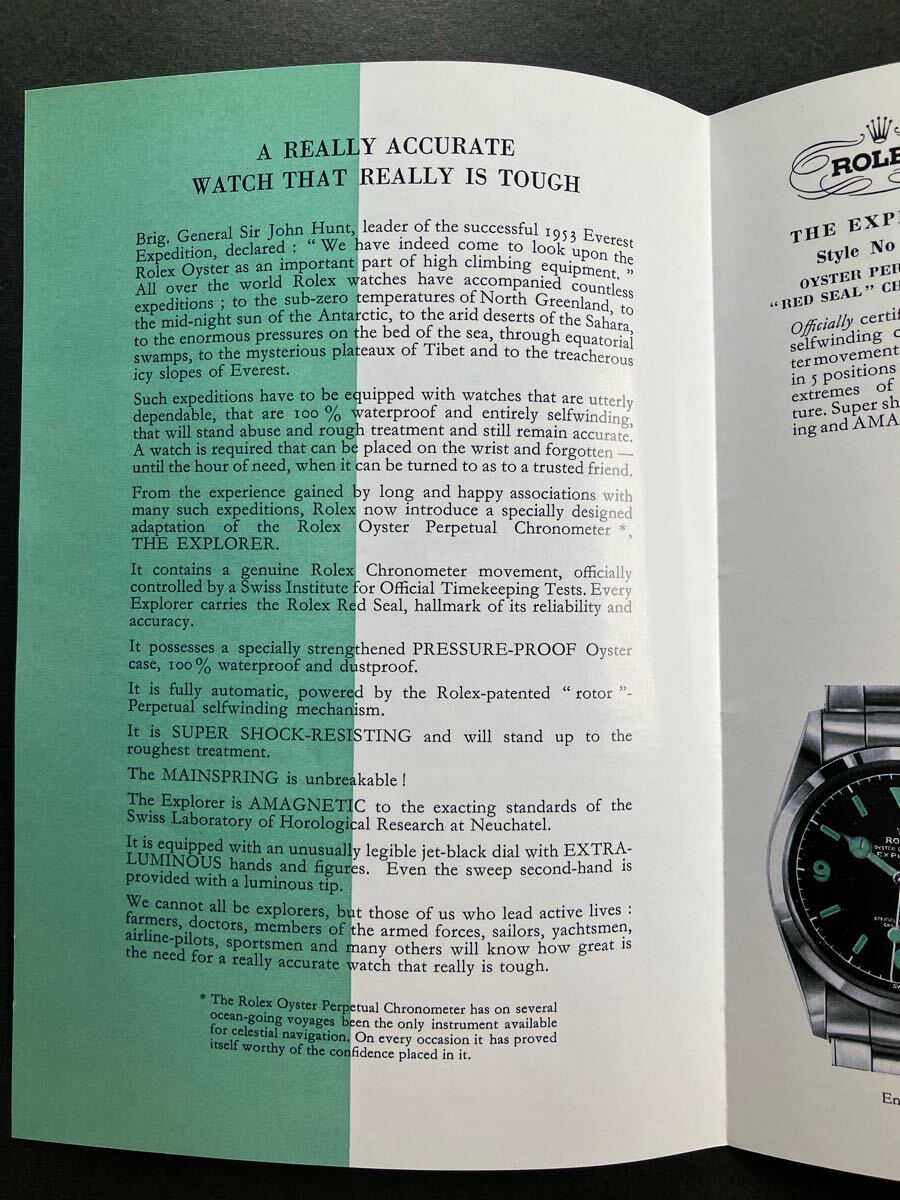 A REALLY ACCURATE
WATCH THAT REALLY IS TOUGH
Brig. General Sir John Hunt, leader of the successful 1953 Everest
Expedition, declared : “ We have indeed come to look upon the
Rolex Oyster as an important part of high climbing equipment. ”
All over the world Rolex watches have accompanied countless
expeditions ; to the sub-zero temperatures of North Greenland, to
the mid-night sun of the Antarctic, to the arid deserts of the Sahara,
to the enormous pressures on the bed of the sea, through equatorial
swamps, to the mysterious plateaux of Tibet and to the treacherous
icy slopes of Everest.
Such expeditions have to be equipped with watches that are utterly
dependable, that are 100 % waterproof and entirely selfwinding,
that will stand abuse and rough treatment and still remain accurate.
A watch is required that can be placed on the wrist and forgotten —
until the hour of need, when it can be turned to as to a trusted friend.
From the experience gained by long and happy associations with
many such expeditions, Rolex now introduce a specially designed
adaptation of the Rolex Oyster Perpetual Chronometer *,
THE EXPLORER.
It contains a genuine Rolex Chronometer movement, officially
controlled by a Swiss Institute for Official Timekeeping Tests. Every
Explorer carries the Rolex Red Seal, hallmark of its reliability and
accuracy.
It possesses a specially strengthened PRESSURE-PROOF Oyster
case, 100% waterproof and dustproof.
It is fully automatic, powered by the Rolex-patented “ rotor ”-
Perpetual selfwinding mechanism.
It is SUPER SHOCK-RESISTING and will stand up to the
roughest treatment.
The MAINSPRING is unbreakable !
The Explorer is AMAGNETIC to the exacting standards of the
Swiss Laboratory of Horological Research at Neuchatel.
It is equipped with an unusually legible jet-black dial with EXTRA-
LUMINOUS hands and figures. Even the sweep second-hand is
provided with a luminous tip.
We cannot all be explorers, but those of us who lead active lives :
farmers, doctors, members of the armed forces, sailors, yachtsmen,
airline-pilots, sportsmen and many others will know how great is
the need for a really accurate watch that really is tough.
* The Rolex Oyster Perpetual Chronometer has on several
ocean-going voyages been the only instrument available
for celestial navigation. On every occasion it has proved
itself worthy of the confidence placed in it.
ROLE
THE EXP
Style No
OYSTER PER
“RED SEAL” CH
Officially certif
selfwinding c
ter movement
in 5 positions
extremes of
ture. Super sh
ing and AMA
RO
OYSTER
EXP
9
En